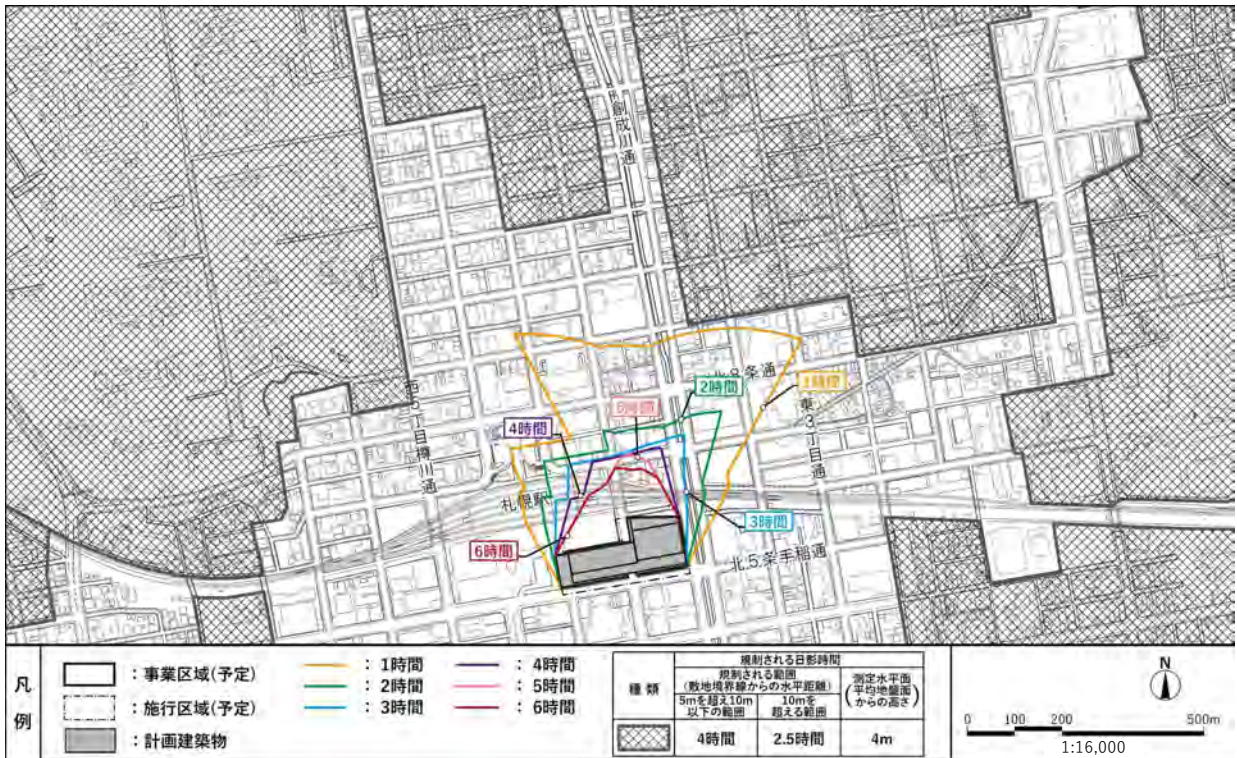 創成川通
北8条通
2時間
1時間
5時間
4時間
西5丁目樽川通
東3丁目通
札幌駅
3時間
6時間
北5条手稲通
凡例
：事業区域(予定)
：施行区域(予定)
：計画建築物
：1時間
：2時間
：3時間
：4時間
：5時間
：6時間
種類
規制される日影時間
規制される範囲
(敷地境界線からの水平距離)
5mを超え10m
以下の範囲
10mを
超える範囲
測定水平面
(平均地盤面
からの高さ)
4時間
2.5時間
4m
N
0 100 200 500m
1:16,000